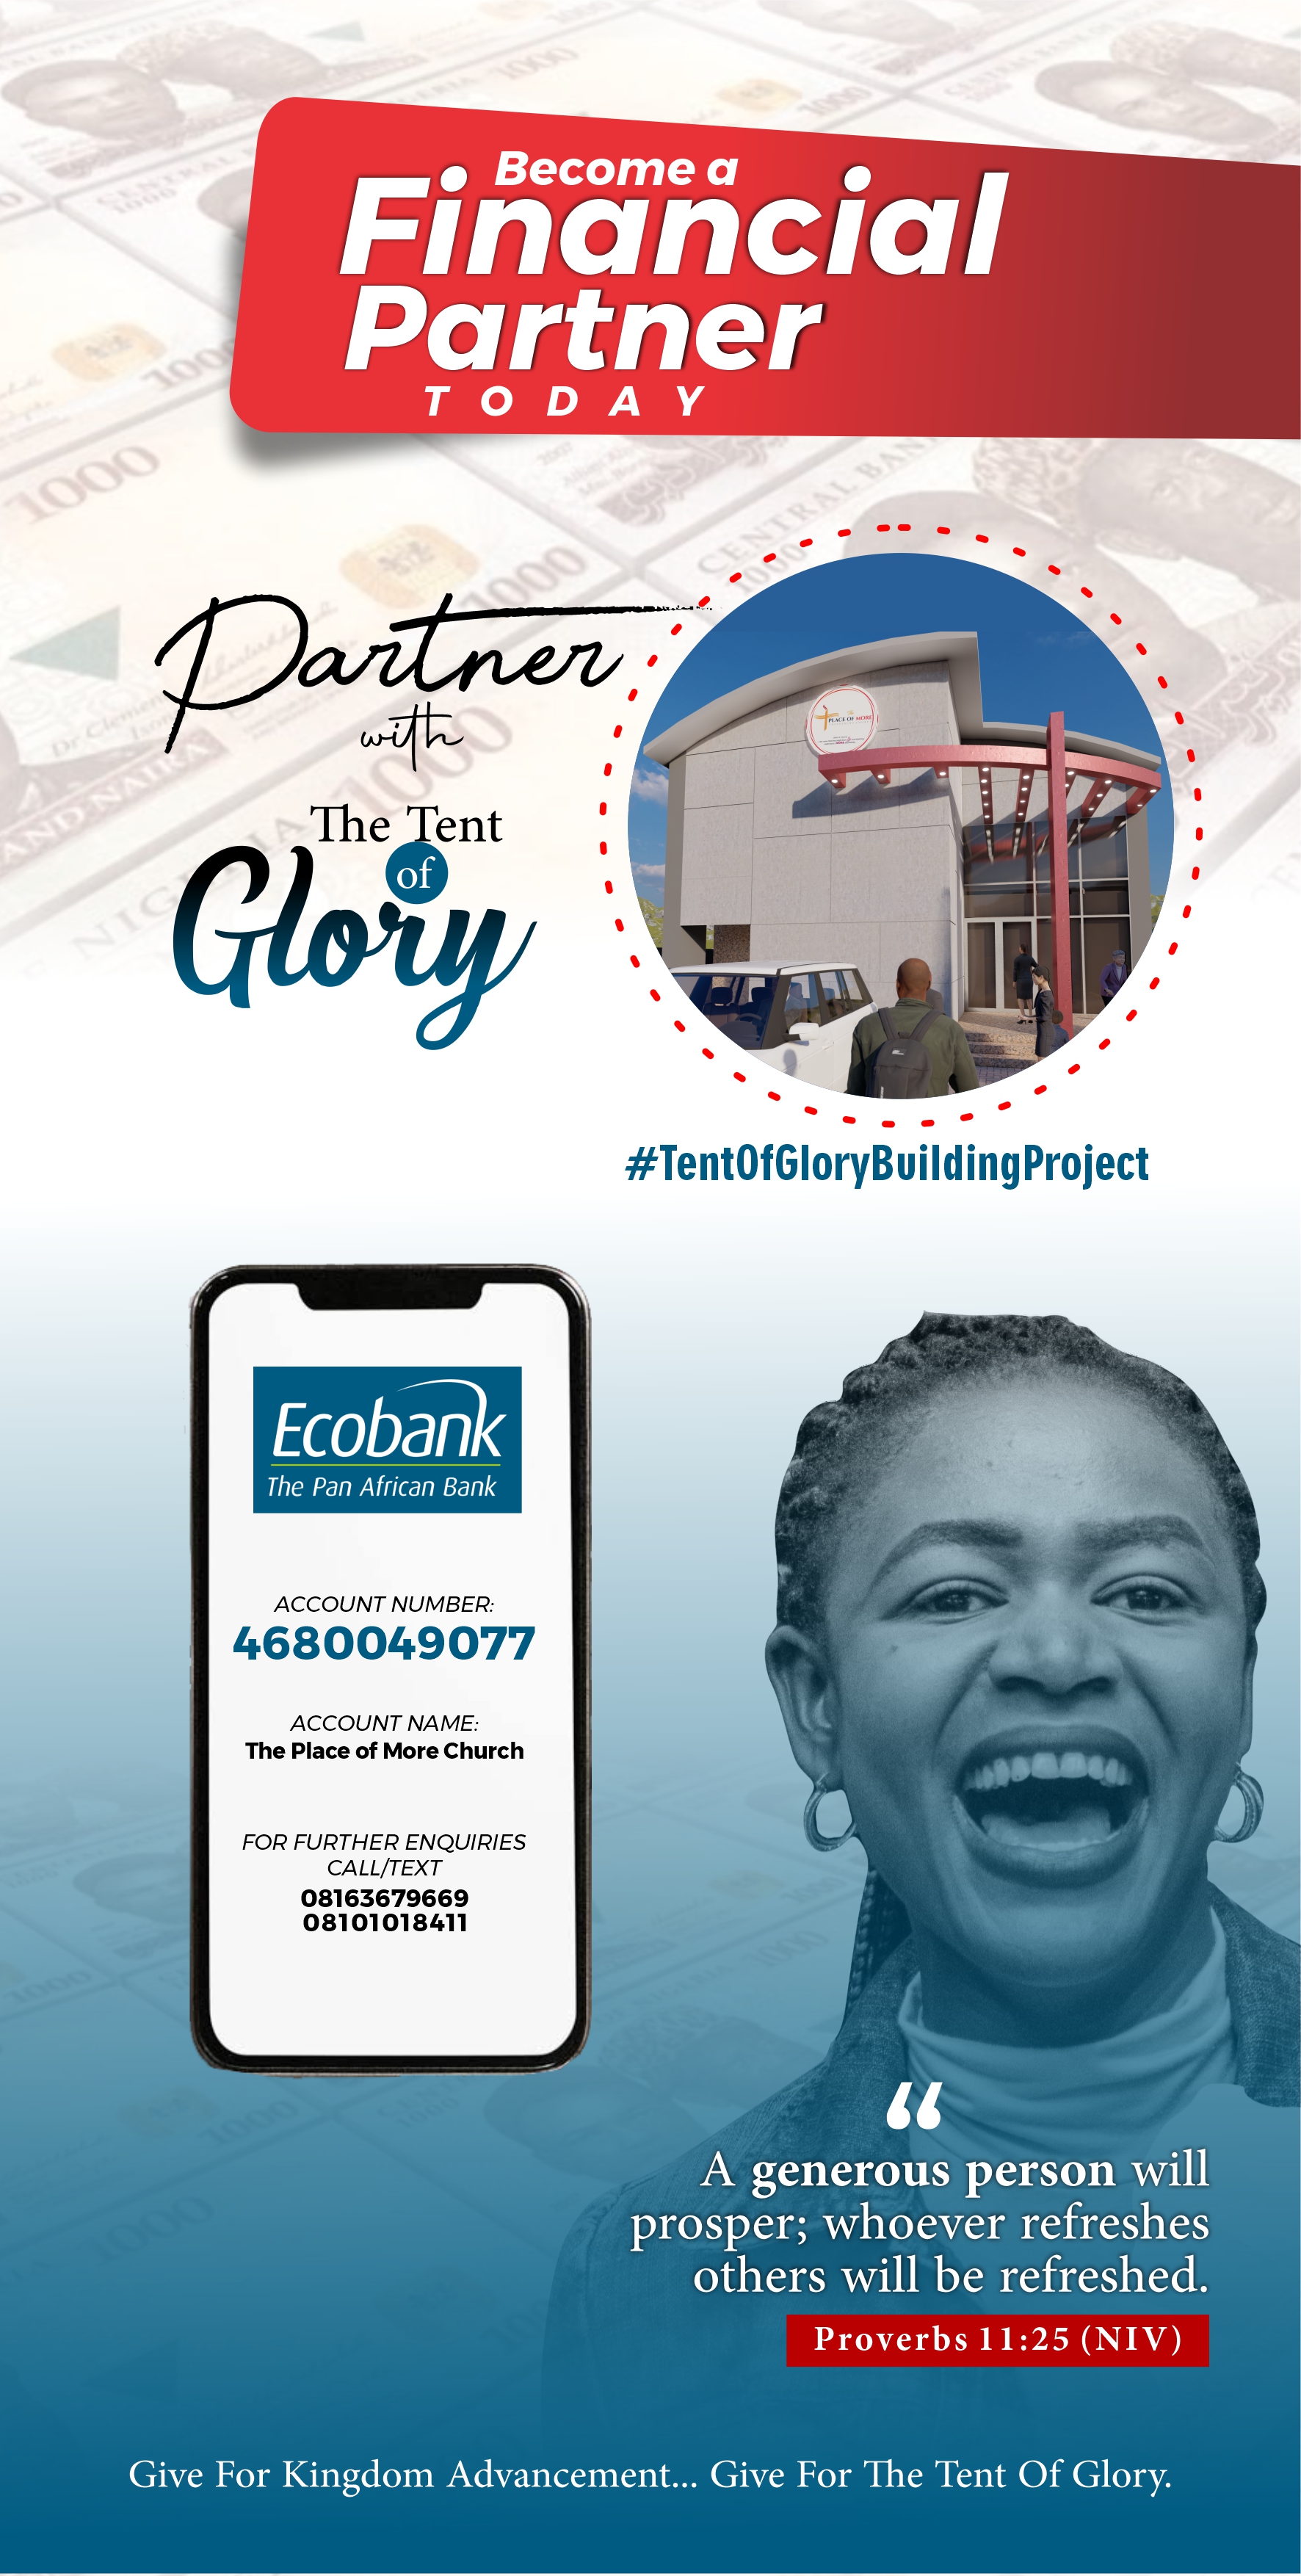 Become a
Financial
Partner
TODAY
Partner
with
The Tent
of
Glory
PLACE OF MORE
#TentOfGloryBuildingProject
Ecobank
The Pan African Bank
ACCOUNT NUMBER:
4680049077
ACCOUNT NAME:
The Place of More Church
FOR FURTHER ENQUIRIES
CALL/TEXT
08163679669
08101018411
“
A generous person will
prosper; whoever refreshes
others will be refreshed.
Proverbs 11:25 (NIV)
Give For Kingdom Advancement... Give For The Tent Of Glory.